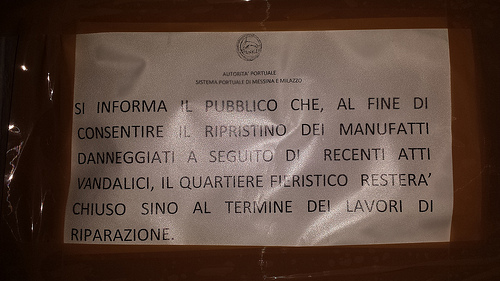 AUTORITA' PORTUALE
SISTEMA PORTUALE DI MESSINA E MILAZZO
SI INFORMA IL PUBBLICO CHE, AL FINE DI
CONSENTIRE IL RIPRISTINO DEI MANUFATTI
DANNEGGIATI A SEGUITO DI RECENTI ATTI
VANDALICI, IL QUARTIERE FIERISTICO RESTERA'
CHIUSO SINO AL TERMINE DEI LAVORI DI
RIPARAZIONE.